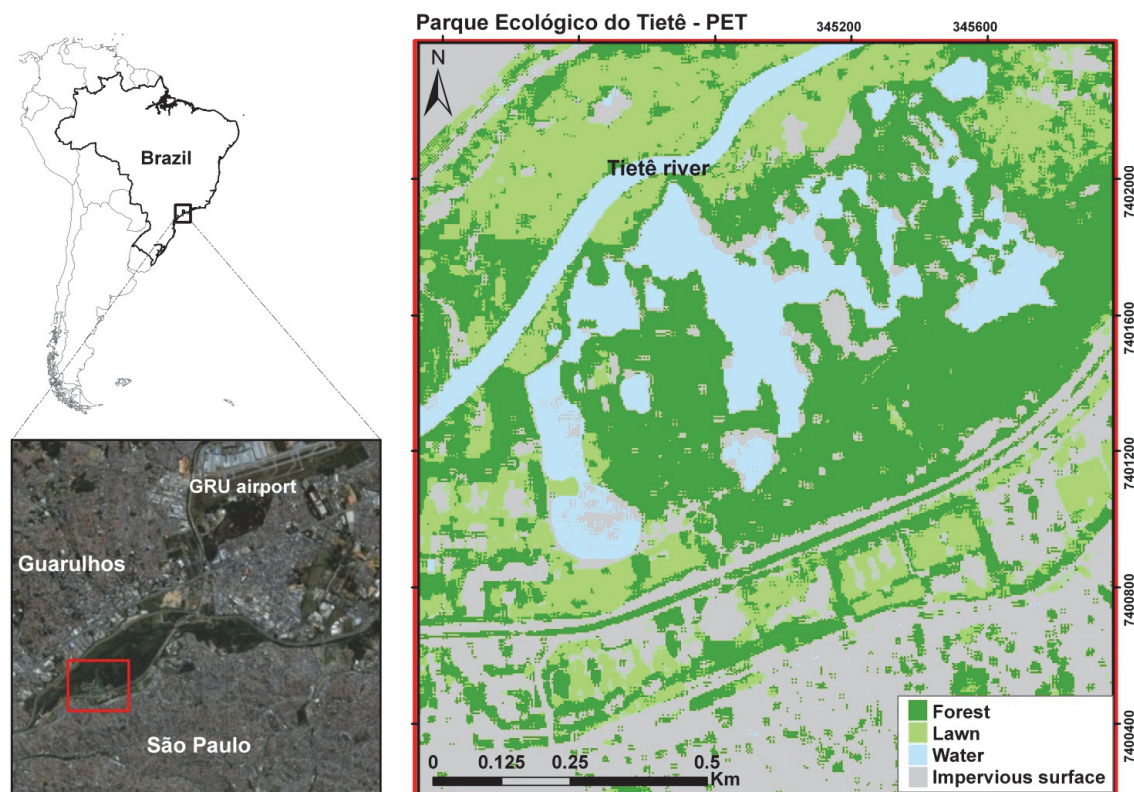 Parque Ecológico do Tietê - PET
345200
345600
N
Brazil
Tietê river
7402000
7401600
7401200
7400800
7400400
GRU airport
Guarulhos
São Paulo
Forest
Lawn
Water
Impervious surface
0 0.125 0.25 0.5
Km